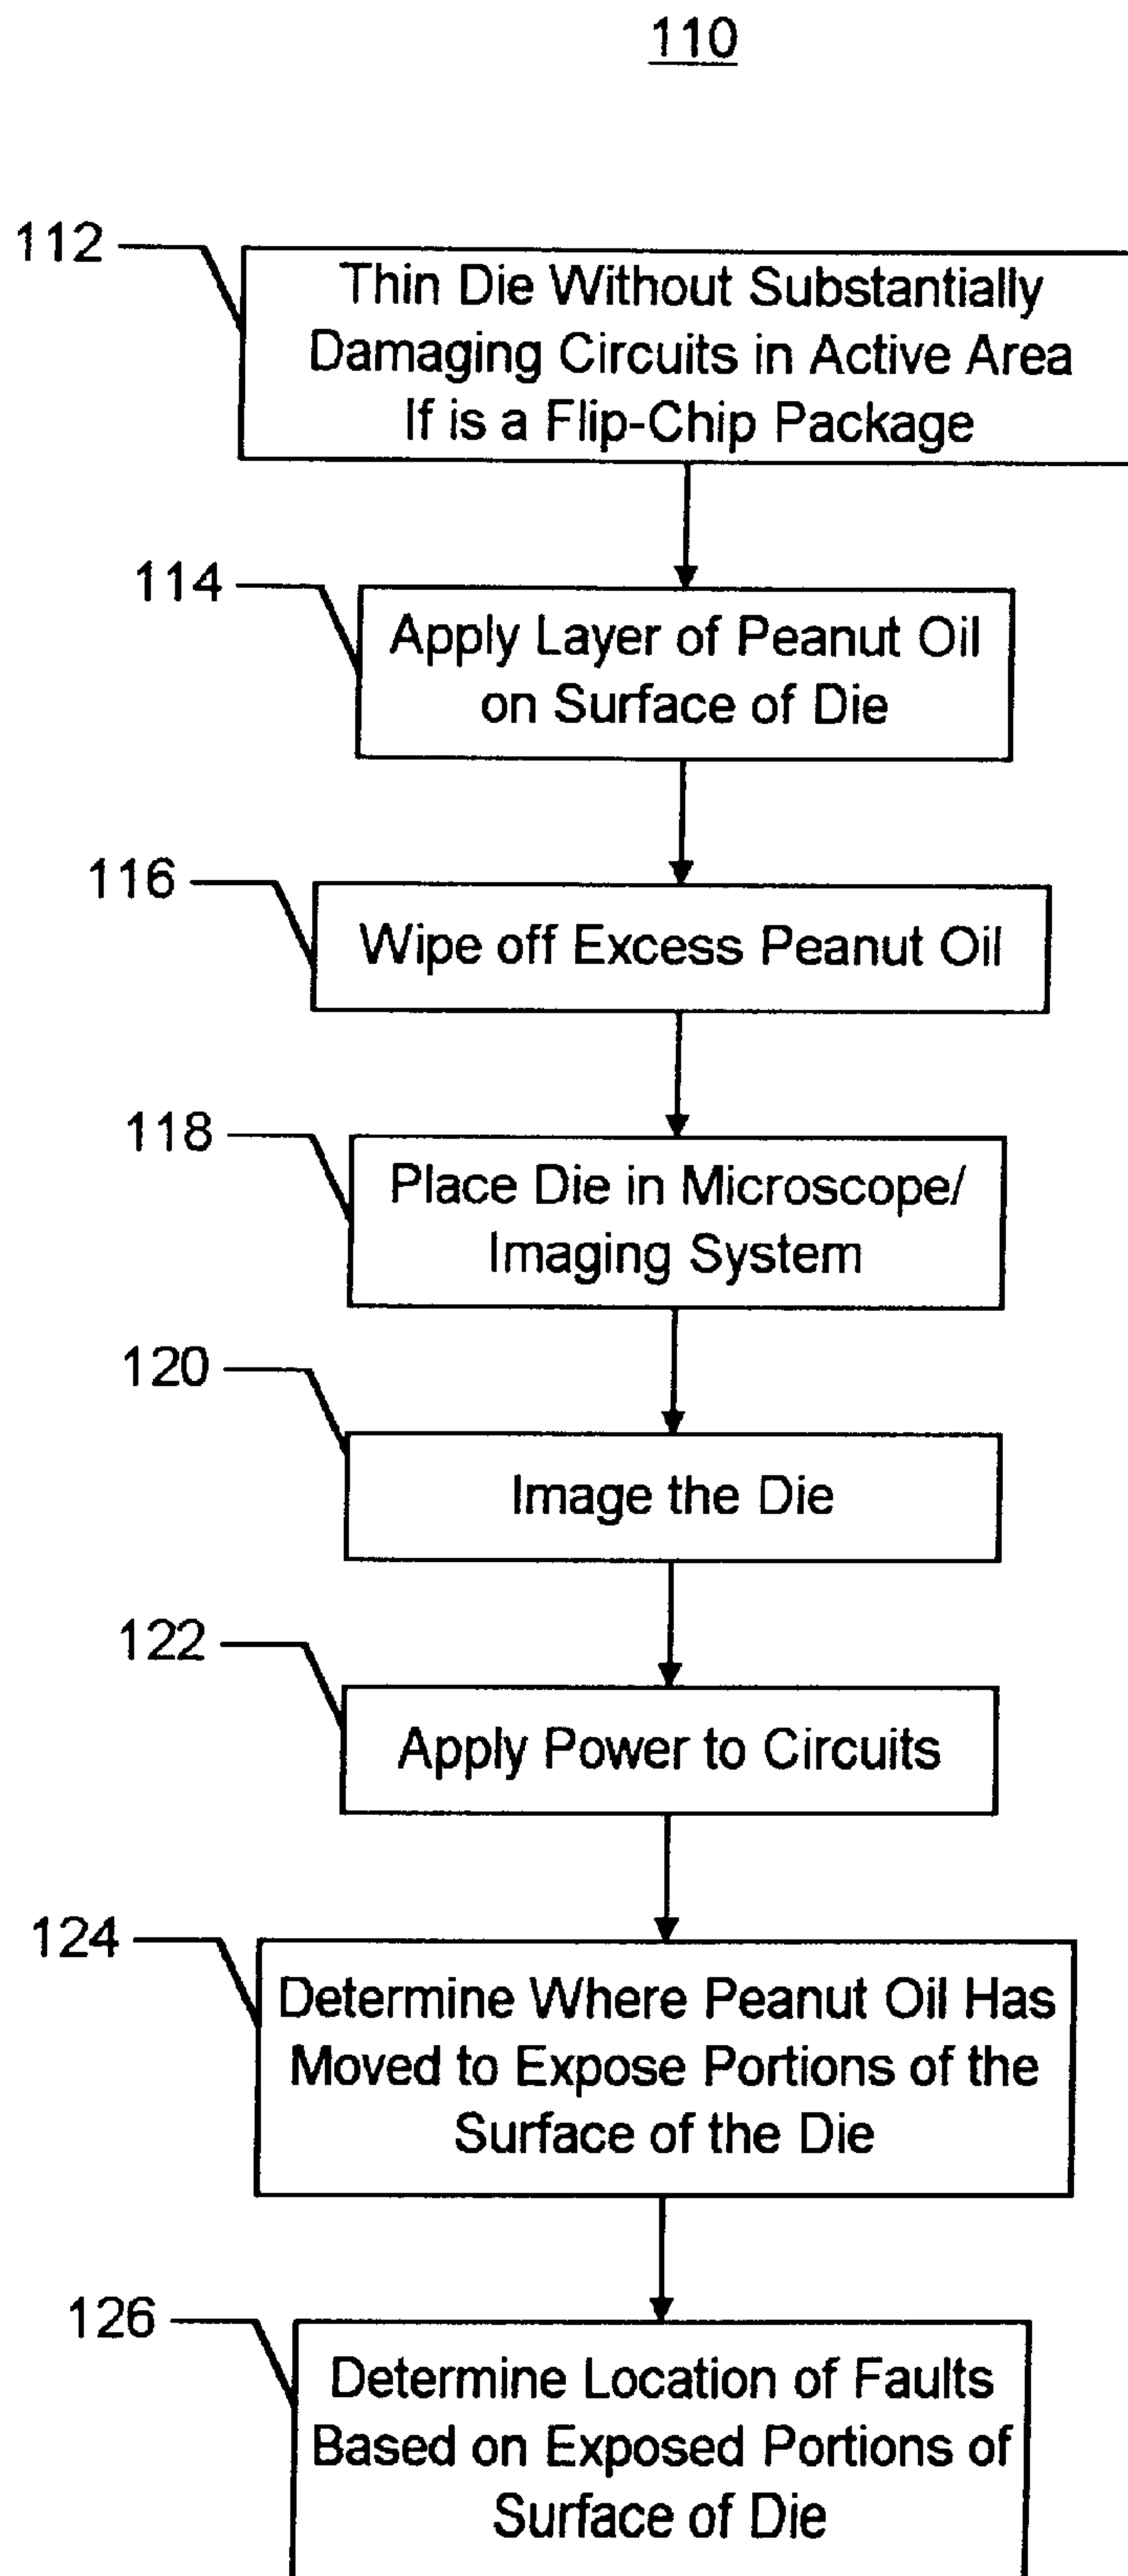 110
112
Thin Die Without Substantially
Damaging Circuits in Active Area
If is a Flip-Chip Package
114
Apply Layer of Peanut Oil
on Surface of Die
116
Wipe off Excess Peanut Oil
118
Place Die in Microscope/
Imaging System
120
Image the Die
122
Apply Power to Circuits
124
Determine Where Peanut Oil Has
Moved to Expose Portions of the
Surface of the Die
126
Determine Location of Faults
Based on Exposed Portions of
Surface of Die